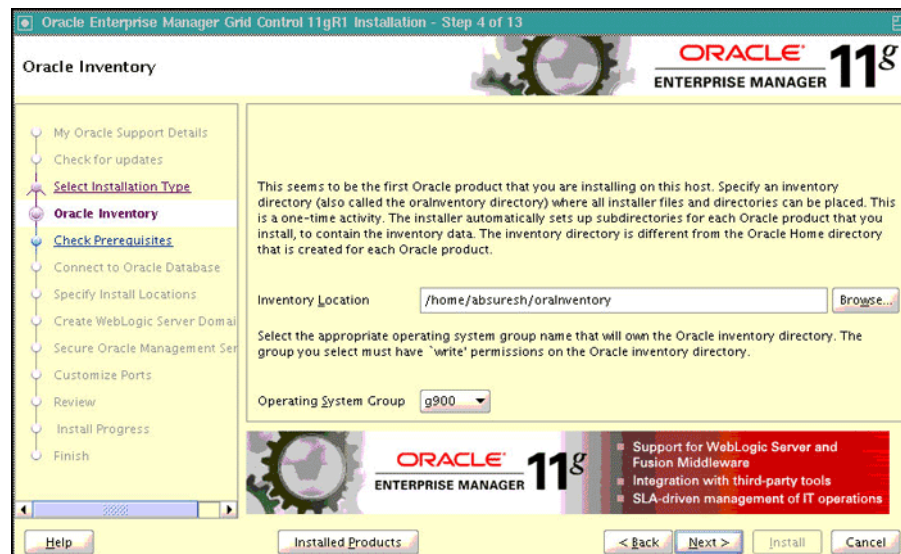 Oracle Enterprise Manager Grid Control 11gR1 Installation - Step 4 of 13
Oracle Inventory
ORACLE
ENTERPRISE MANAGER
11g
My Oracle Support Details
Check for updates
Select Installation Type
Oracle Inventory
Check Prerequisites
Connect to Oracle Database
Specify Install Locations
Create WebLogic Server Domai
Secure Oracle Management Ser
Customize Ports
Review
Install Progress
Finish
This seems to be the first Oracle product that you are installing on this host. Specify an inventory
directory (also called the oraInventory directory) where all installer files and directories can be placed. This
is a one-time activity. The installer automatically sets up subdirectories for each Oracle product that you
install, to contain the inventory data. The inventory directory is different from the Oracle Home directory
that is created for each Oracle product.
Inventory Location
/home/absuresh/oraInventory
Browse...
Select the appropriate operating system group name that will own the Oracle inventory directory. The
group you select must have `write' permissions on the Oracle inventory directory.
Operating System Group
g900
ORACLE
ENTERPRISE MANAGER
11g
Support for WebLogic Server and
Fusion Middleware
Integration with third-party tools
SLA-driven management of IT operations
Help
Installed Products
< Back
Next >
Install
Cancel